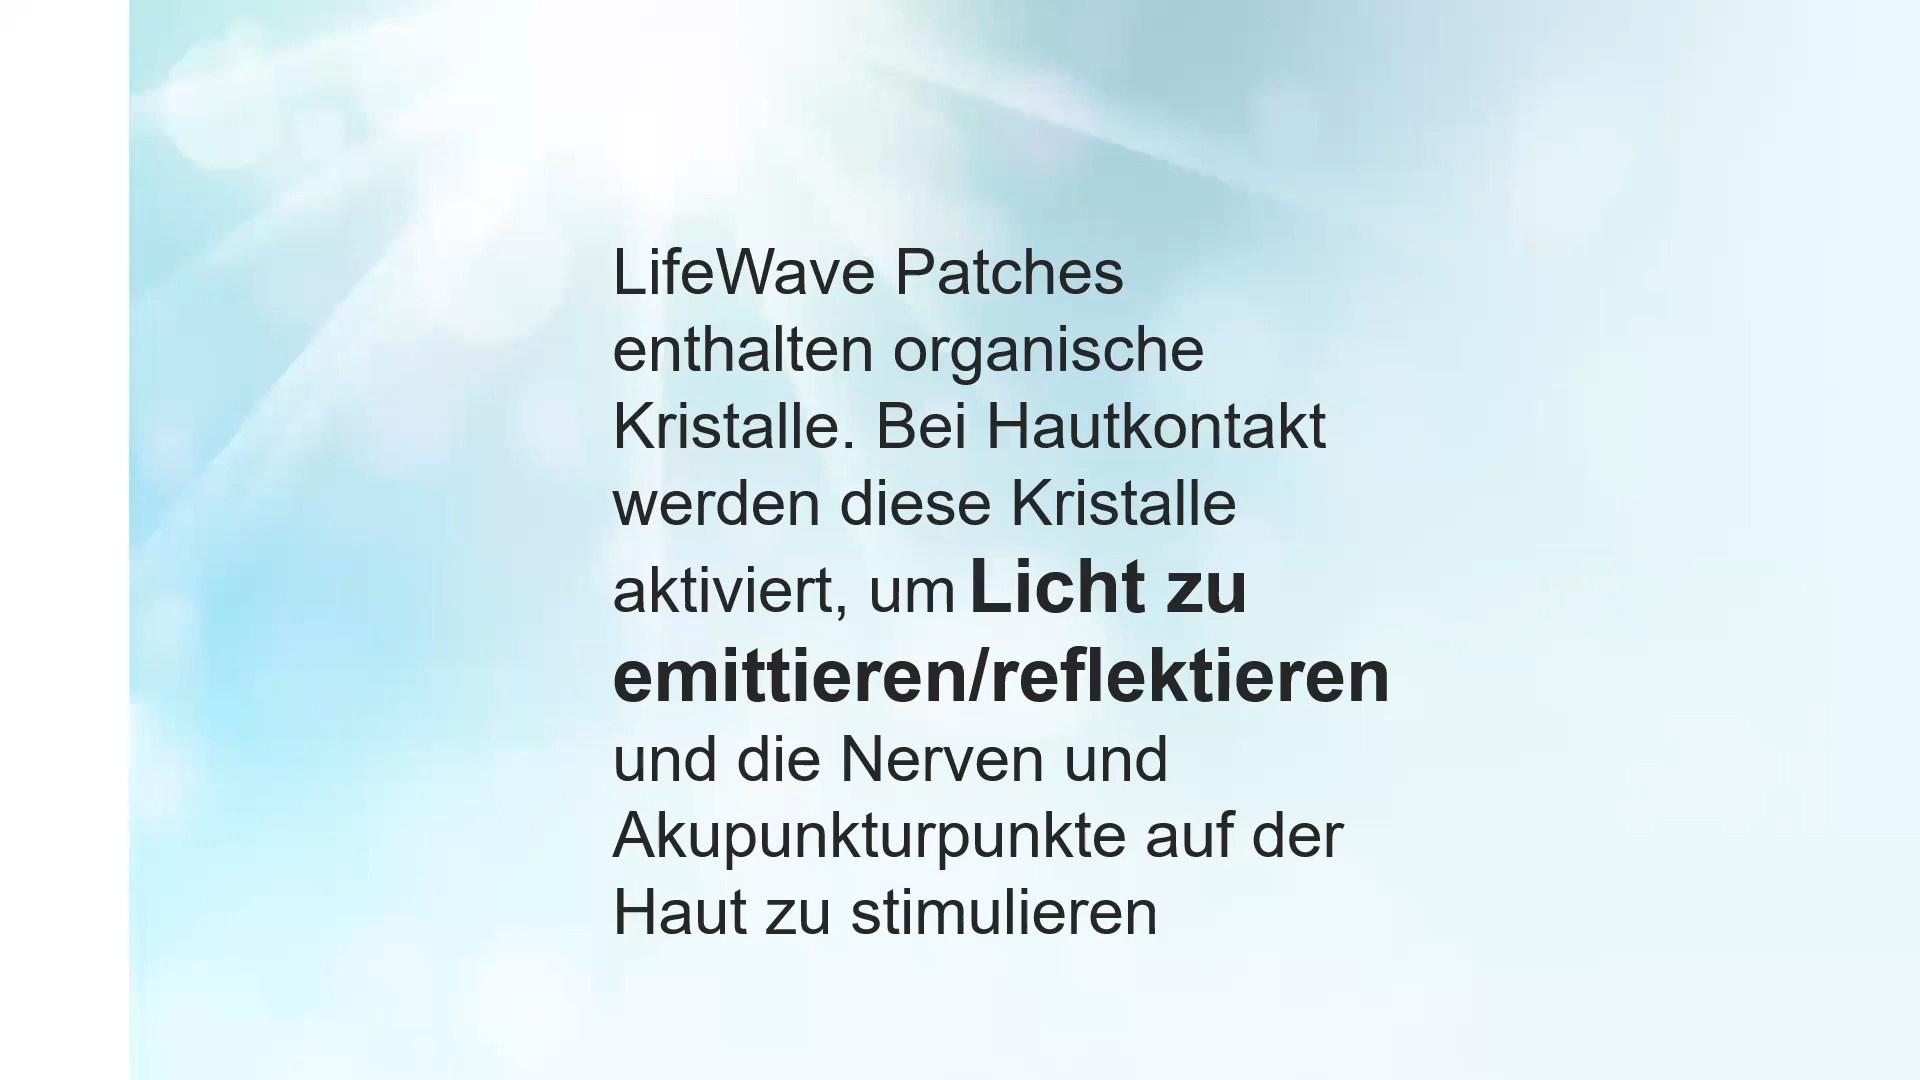 LifeWave Patches
enthalten organische
Kristalle. Bei Hautkontakt
werden diese Kristalle
aktiviert, um Licht zu
emittieren/reflektieren
und die Nerven und
Akupunkturpunkte auf der
Haut zu stimulieren